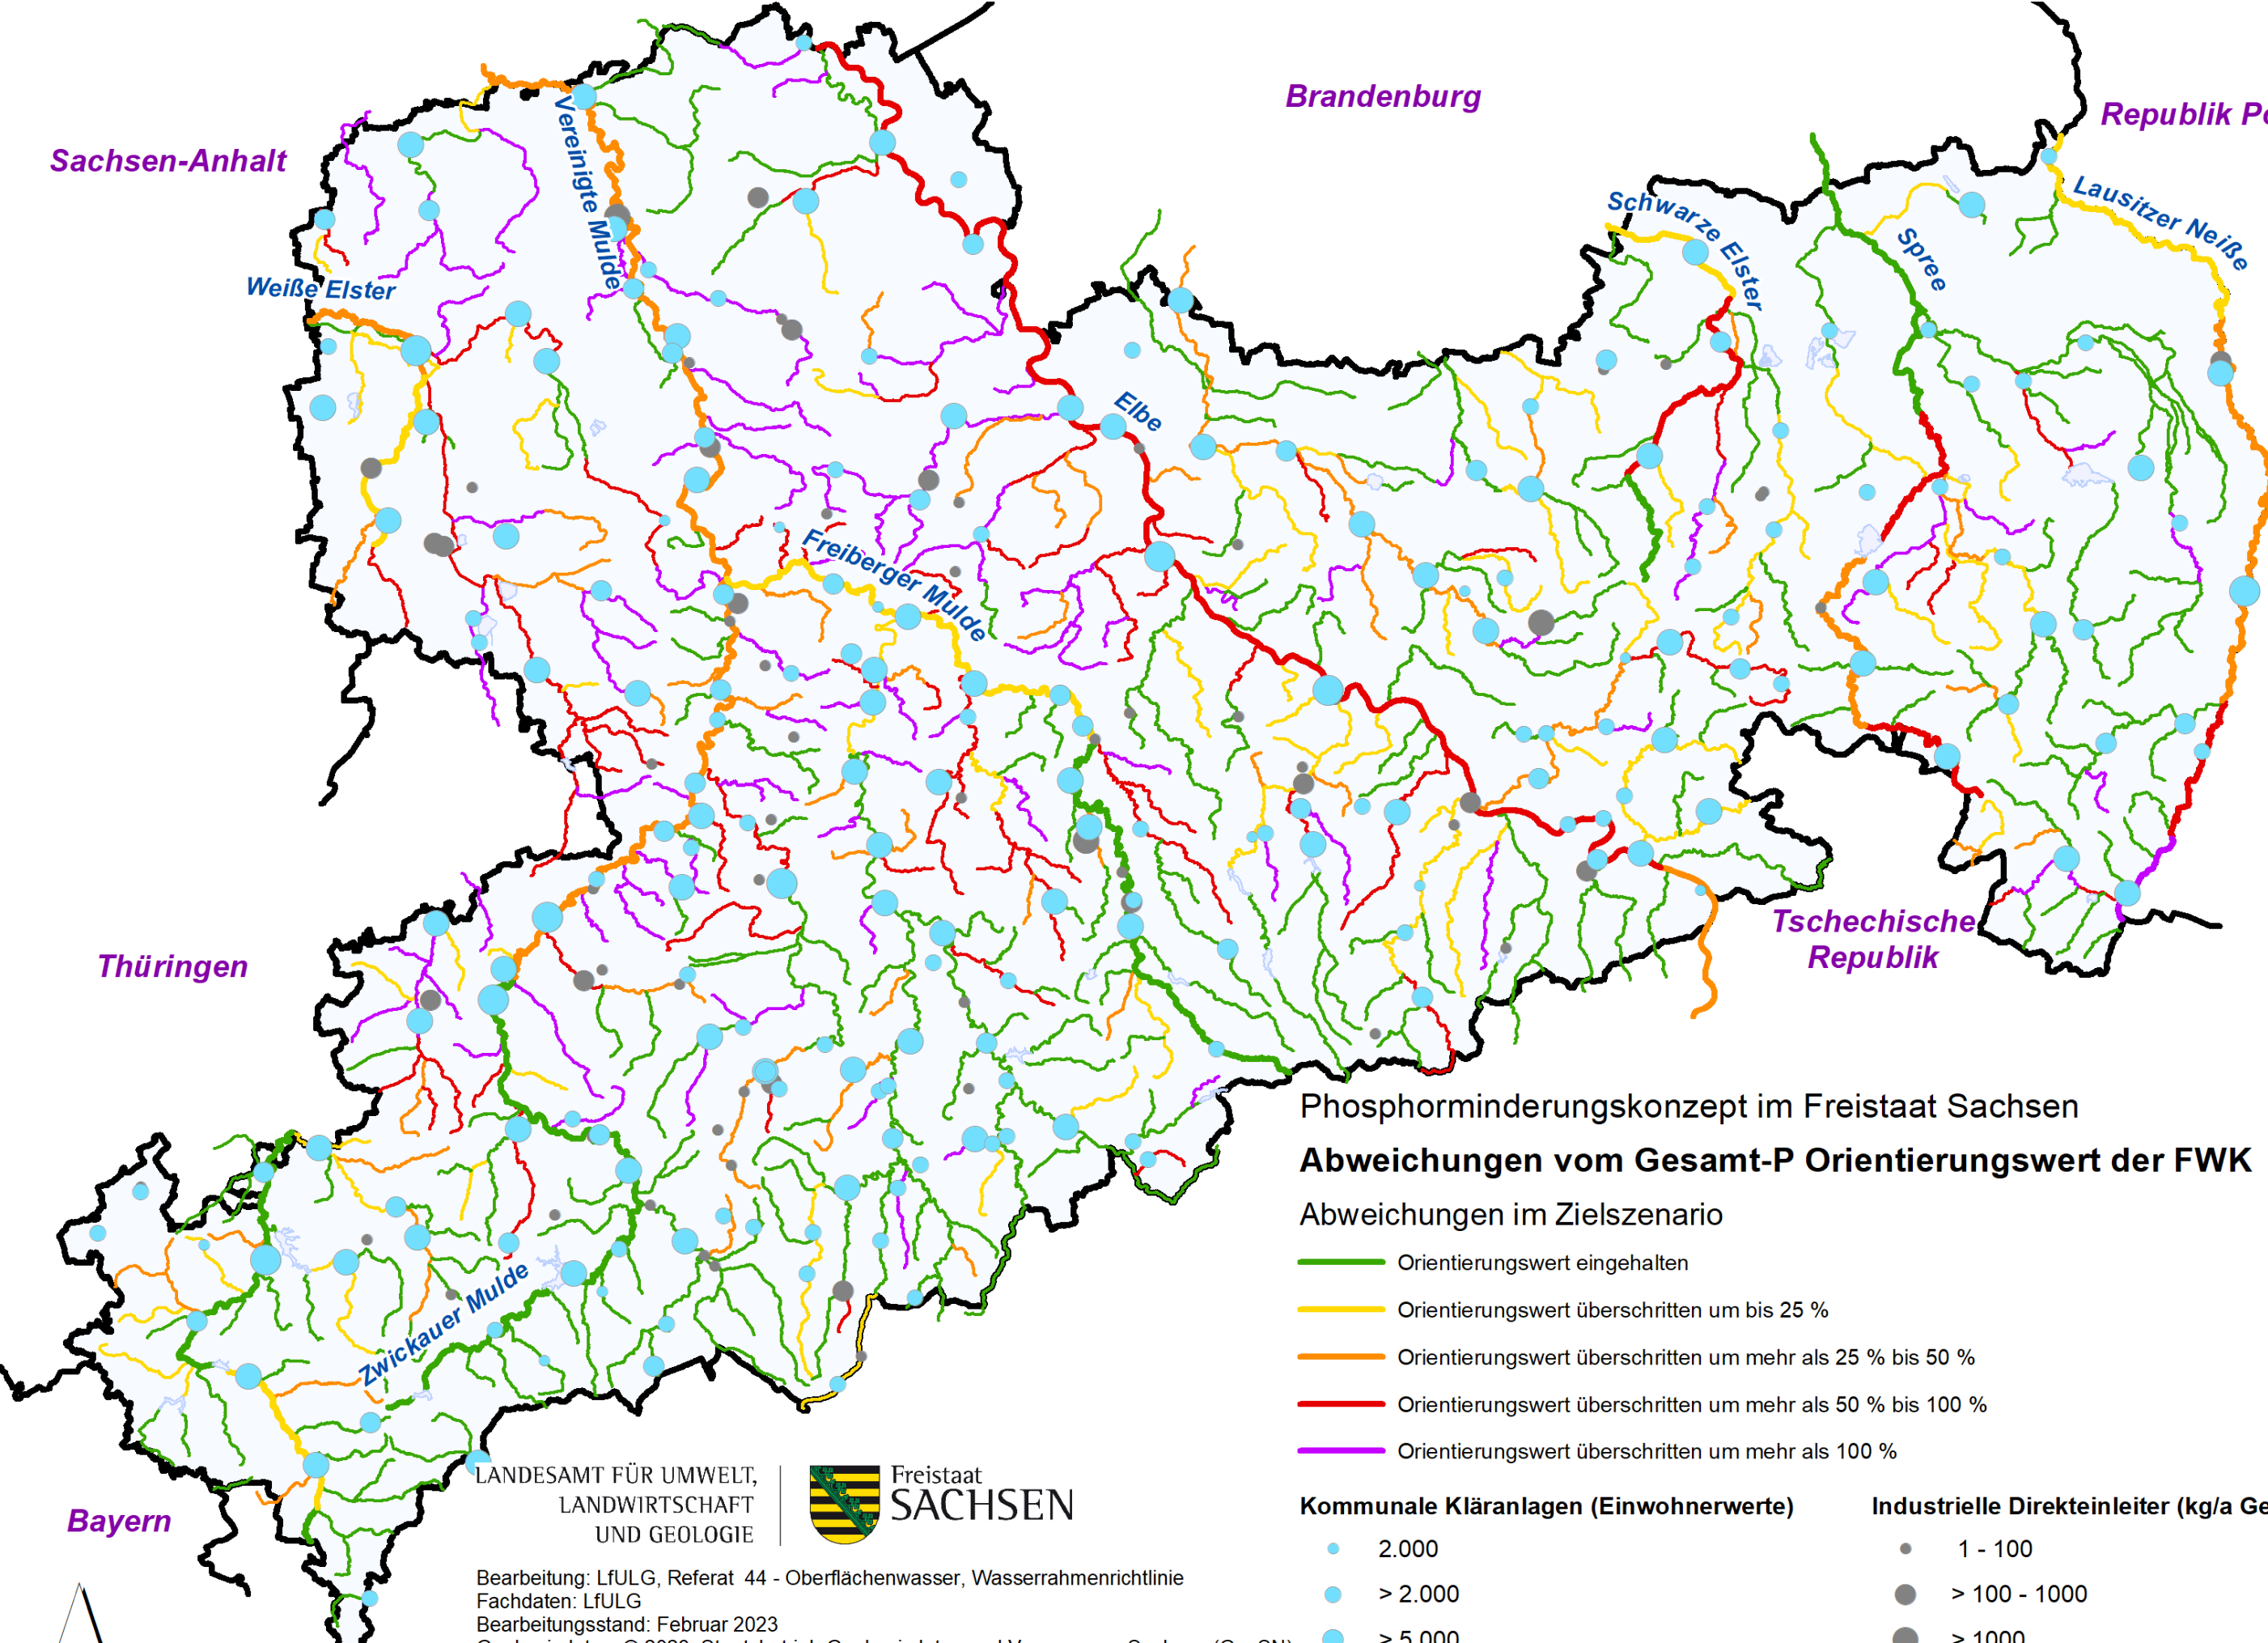 Brandenburg
Republik
Sachsen-Anhalt
Vereinigte Mulde
Schwarze Elster
Lausitzer Neiße
Spree
Weiße Elster
Elbe
Freiberger Mulde
Tschechische
Republik
Thüringen
Zwickauer Mulde
Bayern
Phosphorminderungskonzept im Freistaat Sachsen
Abweichungen vom Gesamt-P Orientierungswert der FWK
Abweichungen im Zielszenario
Orientierungswert eingehalten
Orientierungswert überschritten um bis 25 %
Orientierungswert überschritten um mehr als 25 % bis 50 %
Orientierungswert überschritten um mehr als 50 % bis 100 %
Orientierungswert überschritten um mehr als 100 %
Kommunale Kläranlagen (Einwohnerwerte)
2.000
> 2.000
> 5.000
Industrielle Direkteinleiter (kg/a Ge
1 - 100
> 100 - 1000
> 1000
LANDESAMT FÜR UMWELT,
LANDWIRTSCHAFT
UND GEOLOGIE
Freistaat
SACHSEN
Bearbeitung: LfULG, Referat 44 - Oberflächenwasser, Wasserrahmenrichtlinie
Fachdaten: LfULG
Bearbeitungsstand: Februar 2023